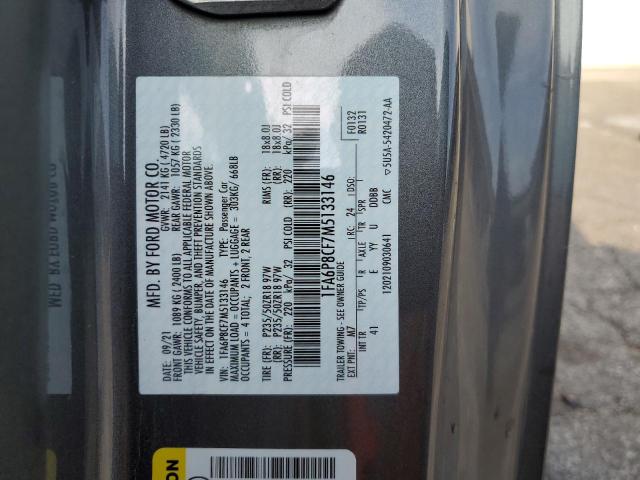 MFD. BY FORD MOTOR CO.
DATE: 09/21 GVWR: 2141 KG ( 4720 LB)
FRONT GAWR: 1089 KG ( 2400 LB) REAR GAWR: 1057 KG ( 2330 LB)
THIS VEHICLE CONFORMS TO ALL APPLICABLE FEDERAL MOTOR
VEHICLE SAFETY, BUMPER, AND THEFT PREVENTION STANDARDS
IN EFFECT ON THE DATE OF MANUFACTURE SHOWN ABOVE.
VIN: 1FA6P8CF7M5133146 TYPE: Passenger Car
MAXIMUM LOAD = OCCUPANTS + LUGGAGE = 303KG/ 668LB
OCCUPANTS = 4 TOTAL; 2 FRONT, 2 REAR
TIRE (FR): P235/50ZR18 97W RIMS (FR): 18x8.0J
(RR): P235/50ZR18 97W (RR): 18x8.0J
PRESSURE (FR): 220 kPa/ 32 PSI COLD (RR): 220 kPa/ 32 PSI COLD
1FA6P8CF7M5133146
TRAILER TOWING - SEE OWNER GUIDE F0132
EXT PNT: M7 RC: 24 DSO: R0131
INT TR TP/PS R AXLE TR SPR
41 E YY U DDBB
1202109030641 CMC ▽5U5A-5420472-AA